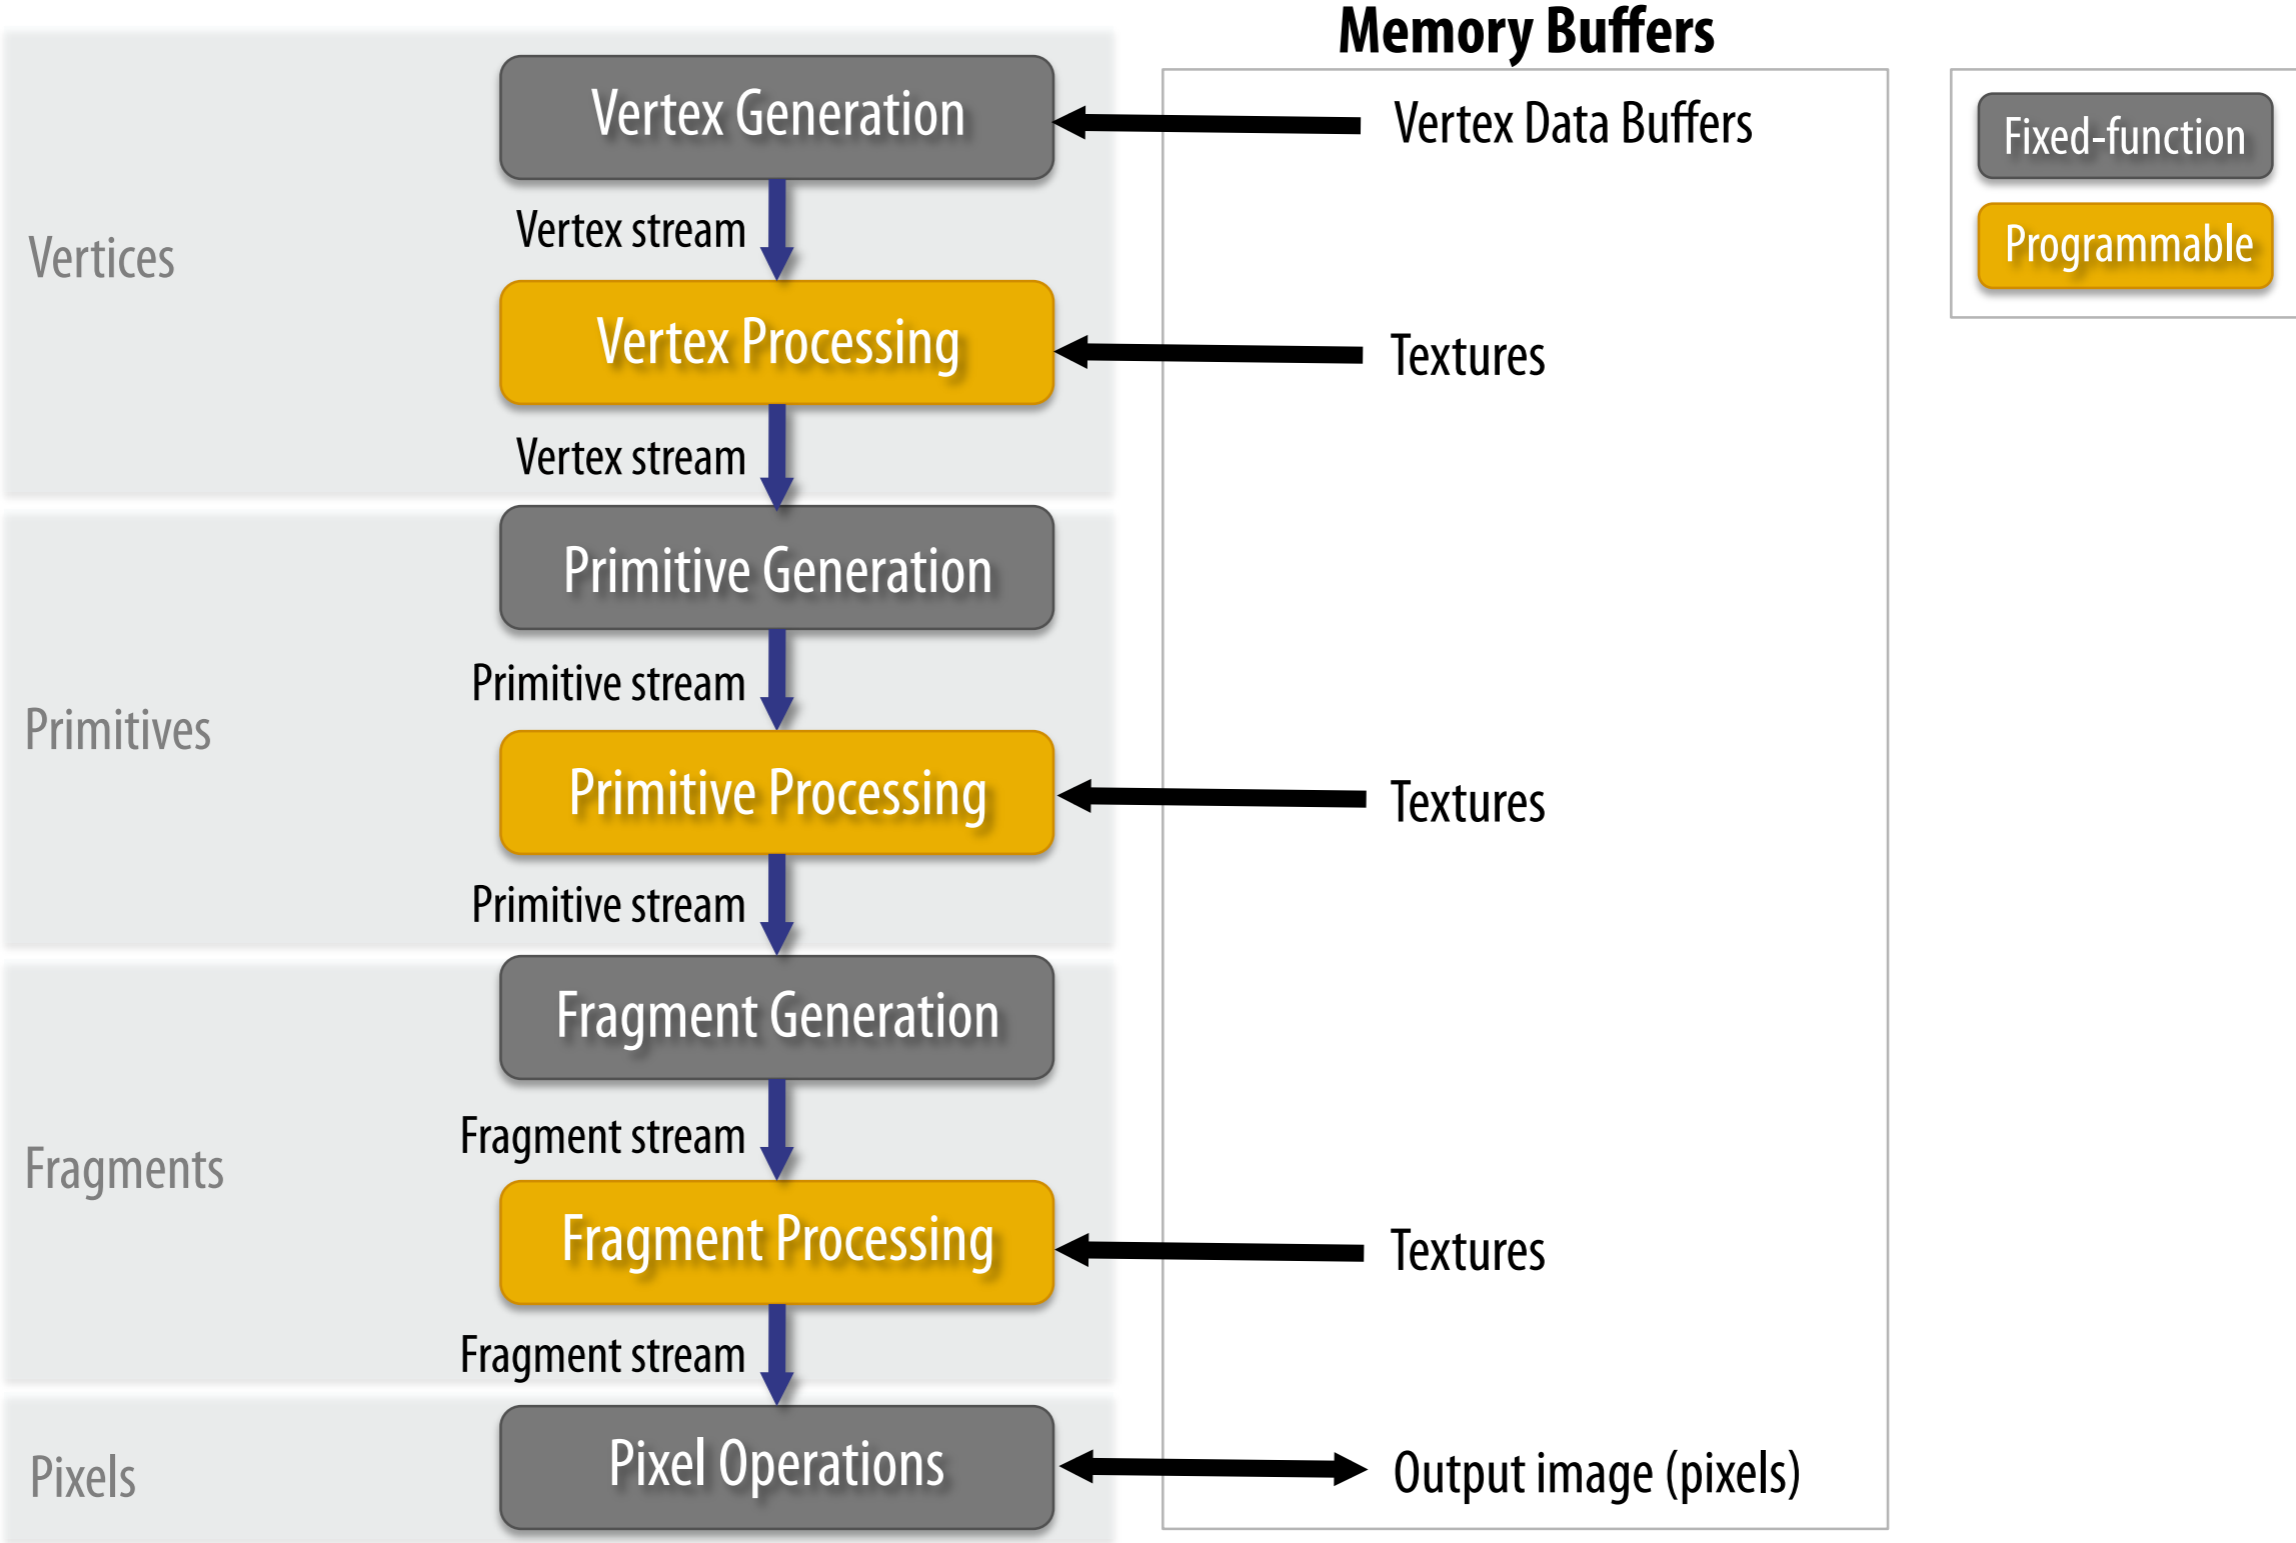 Memory Buffers
Vertex Generation
Vertex Data Buffers
Fixed-function
Programmable
Vertices
Vertex stream
Vertex Processing
Textures
Vertex stream
Primitive Generation
Primitives
Primitive stream
Primitive Processing
Textures
Primitive stream
Fragment Generation
Fragments
Fragment stream
Fragment Processing
Textures
Fragment stream
Pixels
Pixel Operations
Output image (pixels)